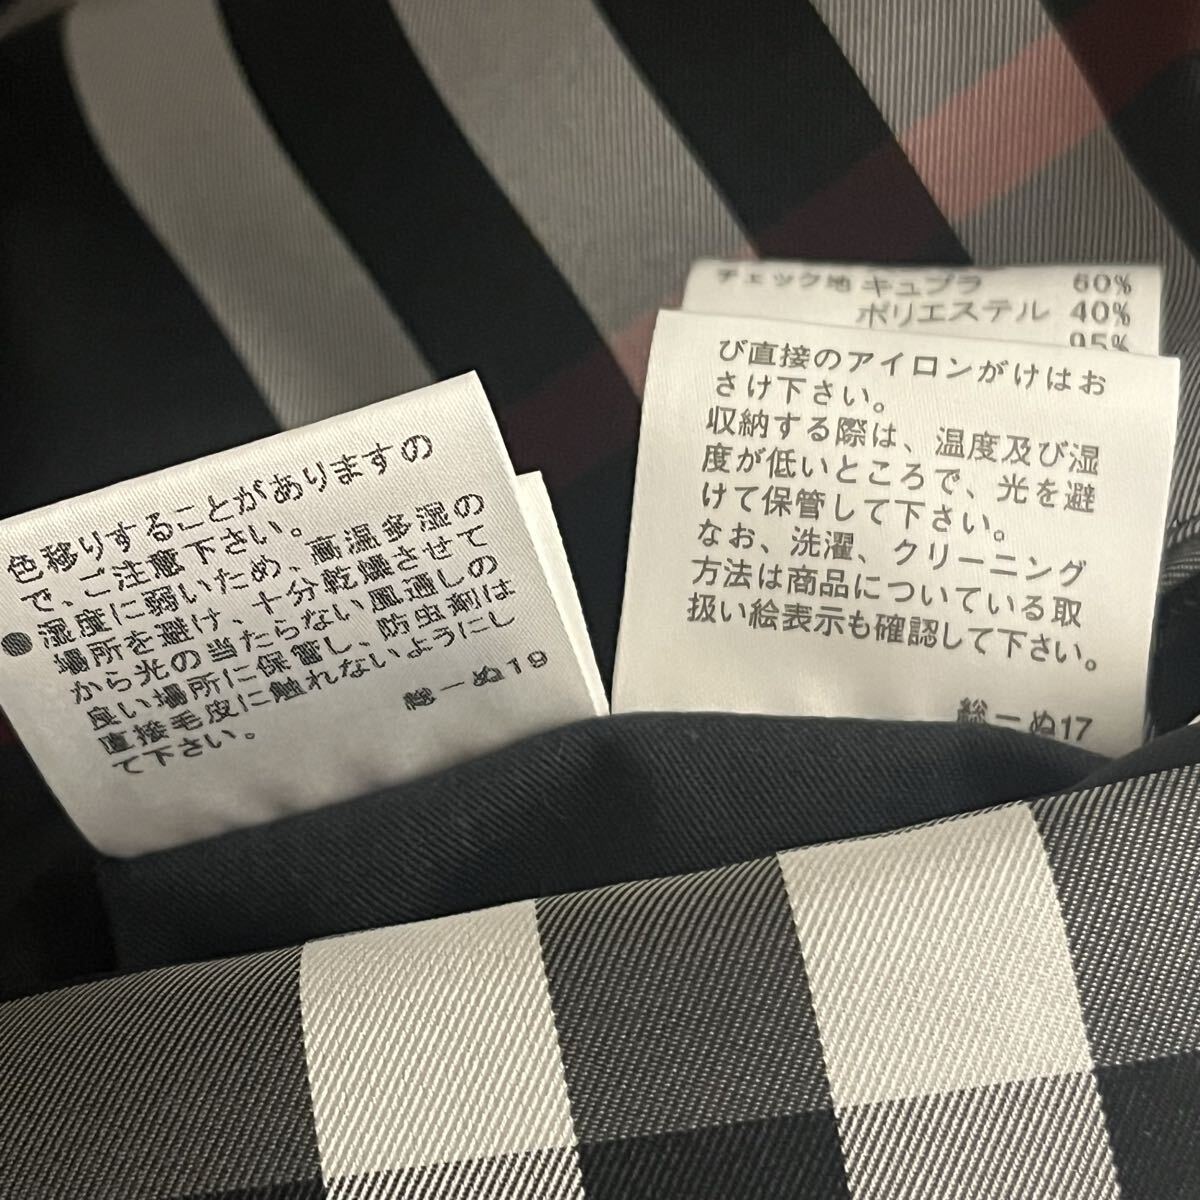 色移りすることがありますの
で、ご注意下さい。
●湿度に弱いため、高温多湿の
場所を避け、十分乾燥させて
から光の当たらない風通しの
良い場所に保管し、防虫剤は
直接毛皮に触れないようにし
て下さい。
総ーぬ19
チェック地 キュプラ 60%
ポリエステル 40%
95%
び直接のアイロンがけはお
さけ下さい。
収納する際は、温度及び湿
度が低いところで、光を避
けて保管して下さい。
なお、洗濯、クリーニング
方法は商品についている取
扱い絵表示も確認して下さい。
総ーぬ17